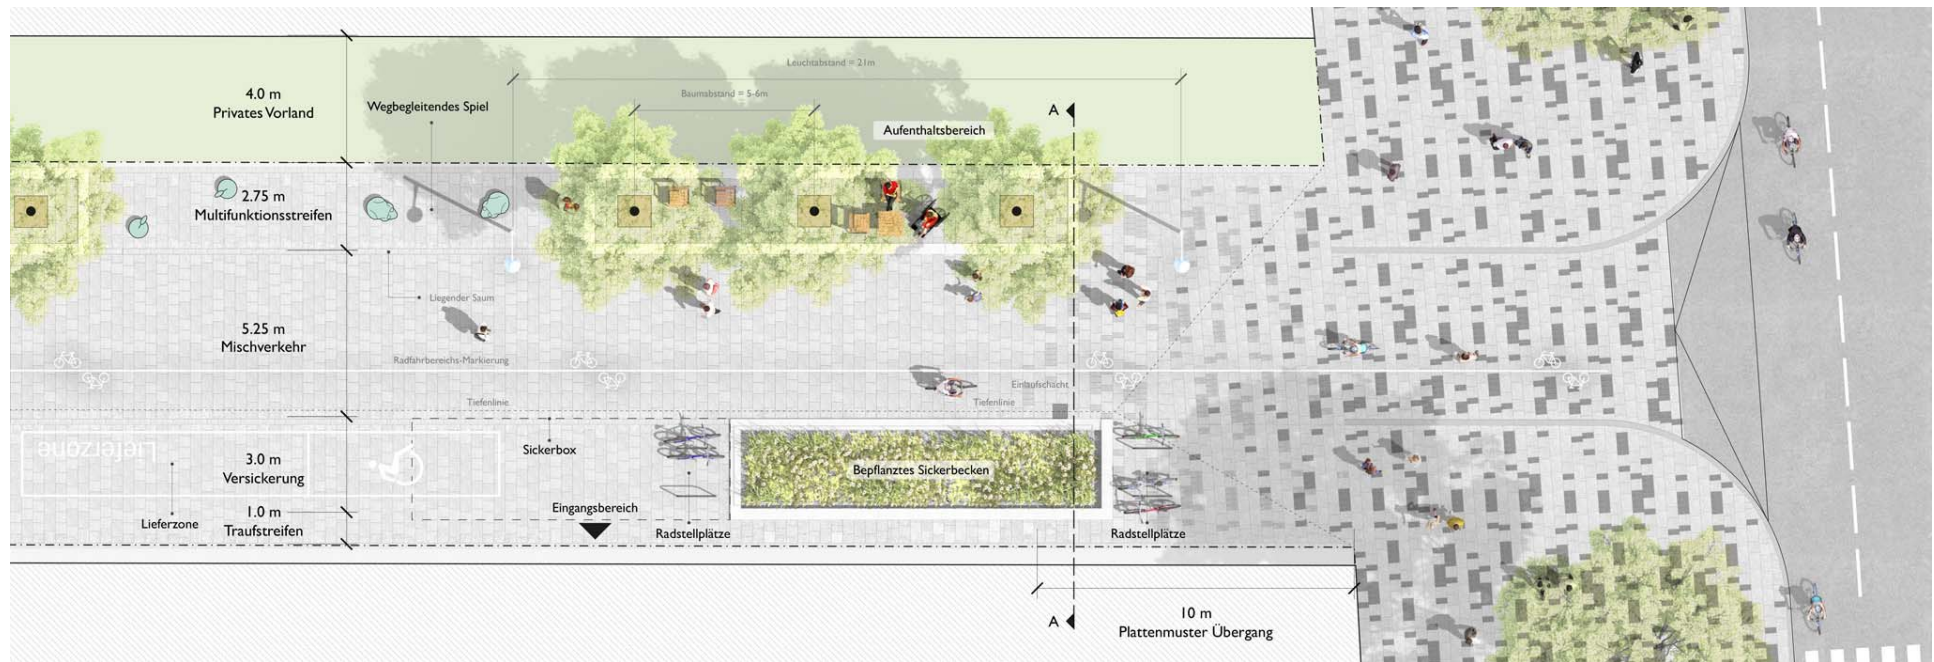 Leuchtabstand = 21m
4.0 m
Privates Vorland
Wegbegleitendes Spiel
Baumabstand = 5-6m
A
Aufenthaltsbereich
2.75 m
Multifunktionsstreifen
Liegender Saum
5.25 m
Mischverkehr
Radfahrbereichs-Markierung
Einlaufschacht
Tiefenlinie
Tiefenlinie
Lieferzone
Sickerbox
3.0 m
Versickerung
Bepflanztes Sickerbecken
1.0 m
Traufstreifen
Lieferzone
Eingangsbereich
Radstellplätze
Radstellplätze
10 m
Plattenmuster Übergang
A